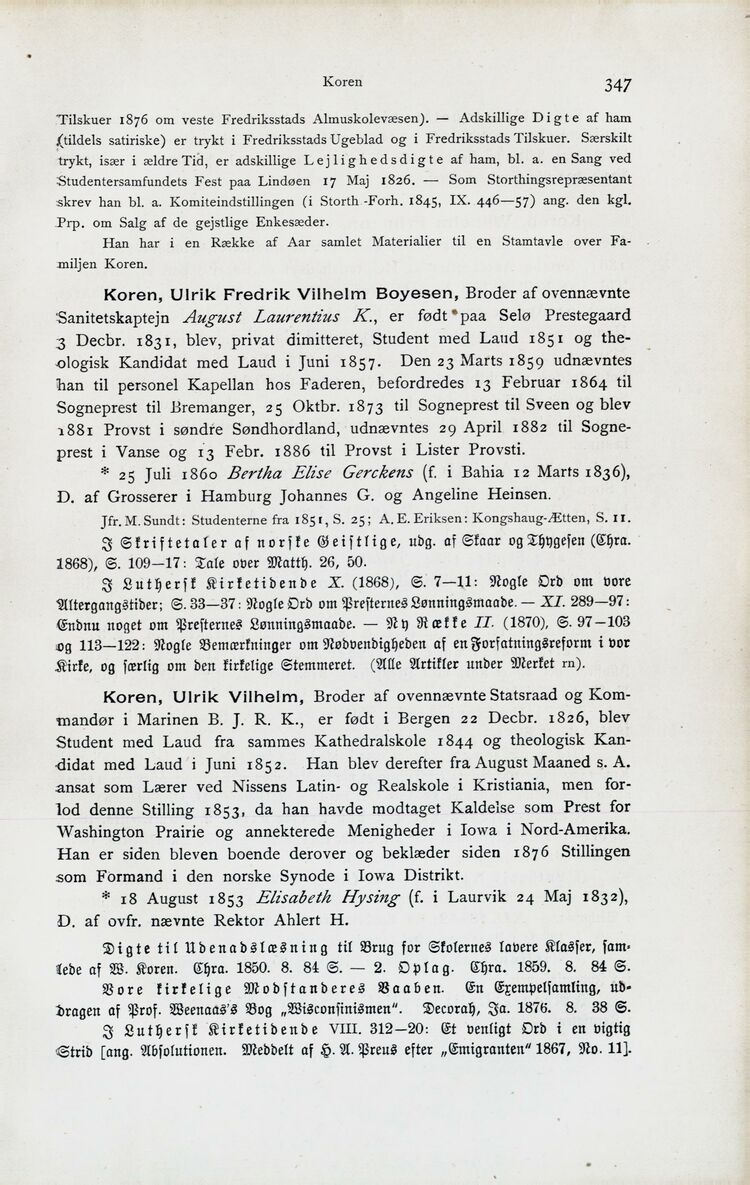 Koren
347
Tilskuer 1876 om veste Fredriksstads Almuskolevæsen). — Adskillige Digte af ham
(tildels satiriske) er trykt i Fredriksstads Ugeblad og i Fredriksstads Tilskuer. Særskilt
trykt, især i ældre Tid, er adskillige Lejlighedsdigte af ham, bl. a. en Sang ved
Studentersamfundets Fest paa Lindøen 17 Maj 1826. — Som Storthingsrepræsentant
skrev han bl. a. Komiteindstillingen (i Storth.-Forh. 1845, IX. 446—57) ang. den kgl.
Prp. om Salg af de gejstlige Enkesæder.
Han har i en Række af Aar samlet Materialier til en Stamtavle over Fa-
miljen Koren.
Koren, Ulrik Fredrik Vilhelm Boyesen, Broder af ovennævnte
Sanitetskaptejn August Laurentius K., er født paa Selø Prestegaard
3 Decbr. 1831, blev, privat dimitteret, Student med Laud 1851 og the-
ologisk Kandidat med Laud i Juni 1857. Den 23 Marts 1859 udnævntes
han til personel Kapellan hos Faderen, befordredes 13 Februar 1864 til
Sogneprest til Bremanger, 25 Oktbr. 1873 til Sogneprest til Sveen og blev
1881 Provst i søndre Søndhordland, udnævntes 29 April 1882 til Sogne-
prest i Vanse og 13 Febr. 1886 til Provst i Lister Provsti.
* 25 Juli 1860 Bertha Elise Gerckens (f. i Bahia 12 Marts 1836),
D. af Grosserer i Hamburg Johannes G. og Angeline Heinsen.
Jfr. M. Sundt: Studenterne fra 1851, S. 25; A. E. Eriksen: Kongshaug-Ætten, S. 11.
I Skriftetaler af norske Geistlige, udg. af Skaar og Thygesen (Chra.
1868), S. 109—17: Tale over Matth. 26, 50.
I Luthersk Kirketidende X. (1868), S. 7—11: Nogle Ord om vore
Altergangstider; S. 33—37: Nogle Ord om Presternes Lønningsmaade. — XI. 289—97:
Endnu noget om Presternes Lønningsmaade. — Ny Række II. (1870), S. 97—103
og 113—122: Nogle Bemærkninger om Nødvendigheden af en Forfatningsreform i vor
Kirke, og særlig om den kirkelige Stemmeret. (Alle Artikler under Merket rn).
Koren, Ulrik Vilhelm, Broder af ovennævnte Statsraad og Kom-
mandør i Marinen B. J. R. K., er født i Bergen 22 Decbr. 1826, blev
Student med Laud fra sammes Kathedralskole 1844 og theologisk Kan-
didat med Laud i Juni 1852. Han blev derefter fra August Maaned s. A.
ansat som Lærer ved Nissens Latin- og Realskole i Kristiania, men for-
lod denne Stilling 1853, da han havde modtaget Kaldelse som Prest for
Washington Prairie og annekterede Menigheder i Iowa i Nord-Amerika.
Han er siden bleven boende derover og beklæder siden 1876 Stillingen
som Formand i den norske Synode i Iowa Distrikt.
* 18 August 1853 Elisabeth Hysing (f. i Laurvik 24 Maj 1832),
D. af ovfr. nævnte Rektor Ahlert H.
Digte til Udenadslæsning til Brug for Skolernes lavere Klasser, sam-
lede af W. Koren. Chra. 1850. 8. 84 S. — 2. Oplag. Chra. 1859. 8. 84 S.
Vore kirkelige Modstanderes Vaaben. En Exempelsamling, ud-
dragen af Prof. Weenaas's Bog „Wisconsinismen“. Decorah, Ja. 1876. 8. 38 S.
I Luthersk Kirketidende VIII. 312—20: Et venligt Ord i en vigtig
Strid [ang. Absolutionen. Meddelt af H. A. Preus efter „Emigranten“ 1867, No. 11].